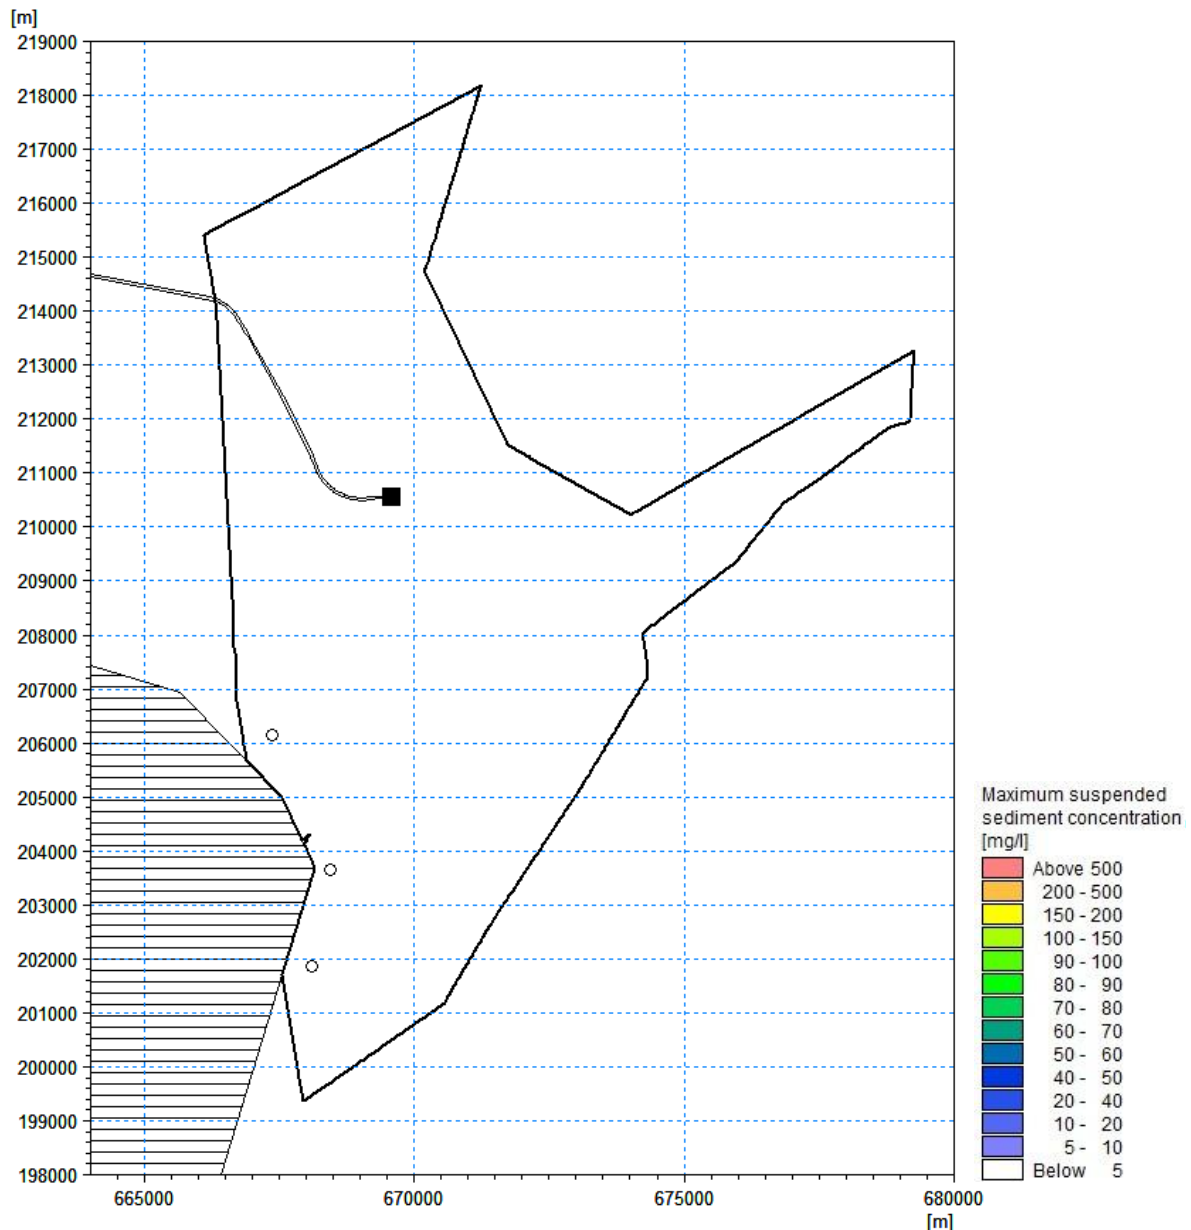 [m]
219000
218000
217000
216000
215000
214000
213000
212000
211000
210000
209000
208000
207000
206000
205000
204000
203000
202000
201000
200000
199000
198000
665000 670000 675000 680000
[m]
Maximum suspended
sediment concentration
[mg/l]
Above 500
200 - 500
150 - 200
100 - 150
90 - 100
80 - 90
70 - 80
60 - 70
50 - 60
40 - 50
20 - 40
10 - 20
5 - 10
Below 5